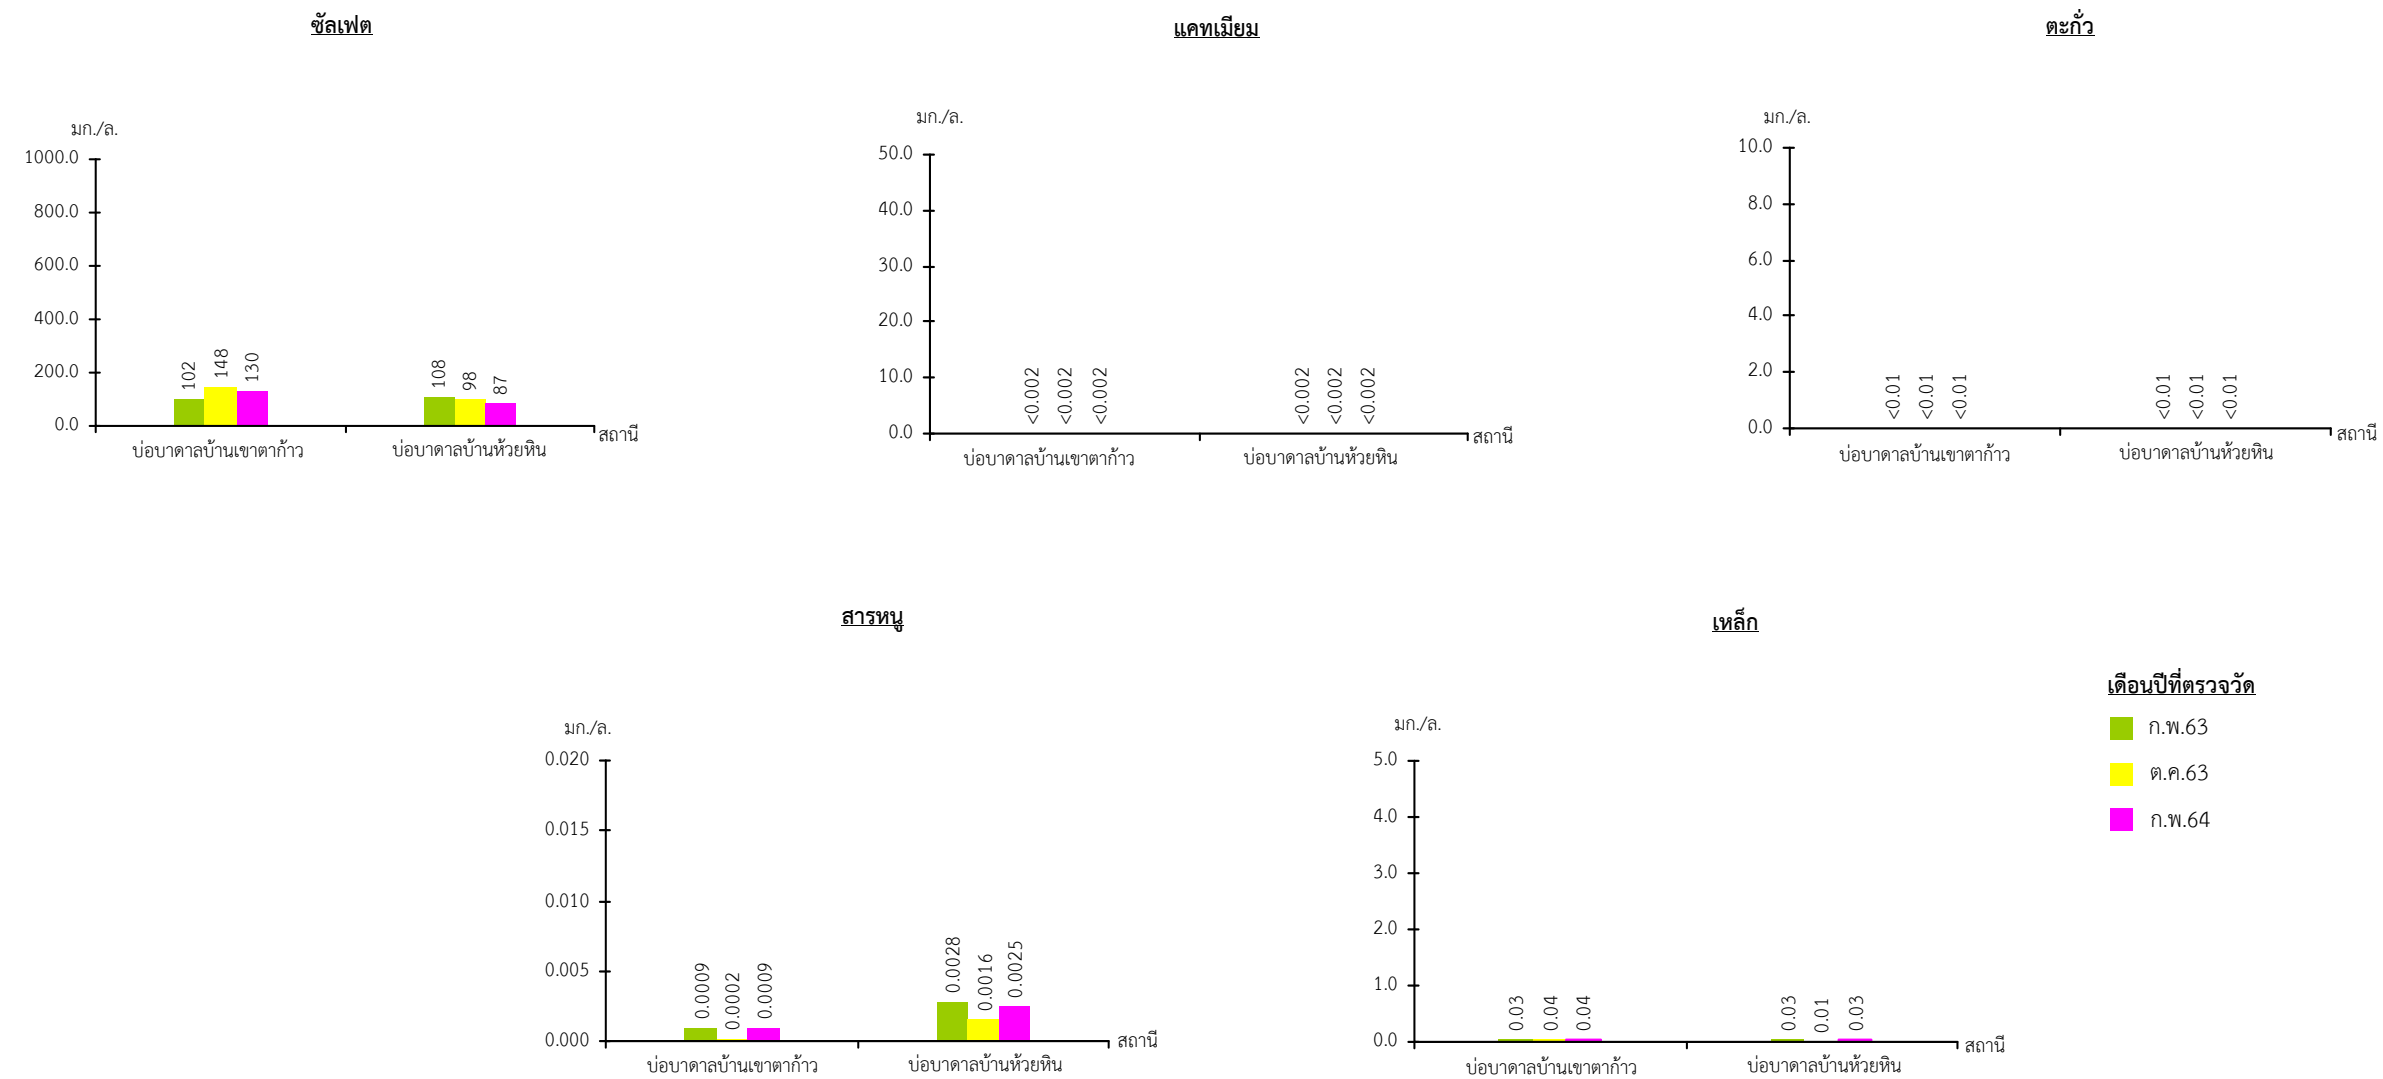 ซัลเฟต
มก./ล.
1000.0
800.0
600.0
400.0
200.0
0.0
102
148
130
108
98
87
บ่อบาดาลบ้านเขาตาก้าว
บ่อบาดาลบ้านห้วยหิน
สถานี
แคทเมียม
มก./ล.
50.0
40.0
30.0
20.0
10.0
0.0
<0.002
<0.002
<0.002
<0.002
<0.002
<0.002
บ่อบาดาลบ้านเขาตาก้าว
บ่อบาดาลบ้านห้วยหิน
สถานี
ตะกั่ว
มก./ล.
10.0
8.0
6.0
4.0
2.0
0.0
<0.01
<0.01
<0.01
<0.01
<0.01
<0.01
บ่อบาดาลบ้านเขาตาก้าว
บ่อบาดาลบ้านห้วยหิน
สถานี
สารหนู
มก./ล.
0.020
0.015
0.010
0.005
0.000
0.0009
0.0002
0.0009
0.0028
0.0016
0.0025
บ่อบาดาลบ้านเขาตาก้าว
บ่อบาดาลบ้านห้วยหิน
สถานี
เหล็ก
มก./ล.
5.0
4.0
3.0
2.0
1.0
0.0
0.03
0.04
0.04
0.03
0.01
0.03
บ่อบาดาลบ้านเขาตาก้าว
บ่อบาดาลบ้านห้วยหิน
สถานี
เดือนปีที่ตรวจวัด
ก.พ.63
ต.ค.63
ก.พ.64